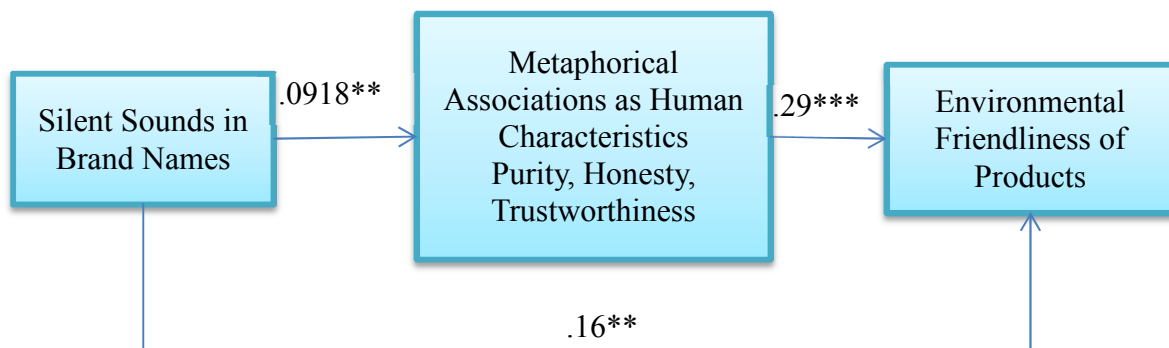 Silent Sounds in
Brand Names
.0918**
Metaphorical
Associations as Human
Characteristics
Purity, Honesty,
Trustworthiness
.29***
Environmental
Friendliness of
Products
.16**